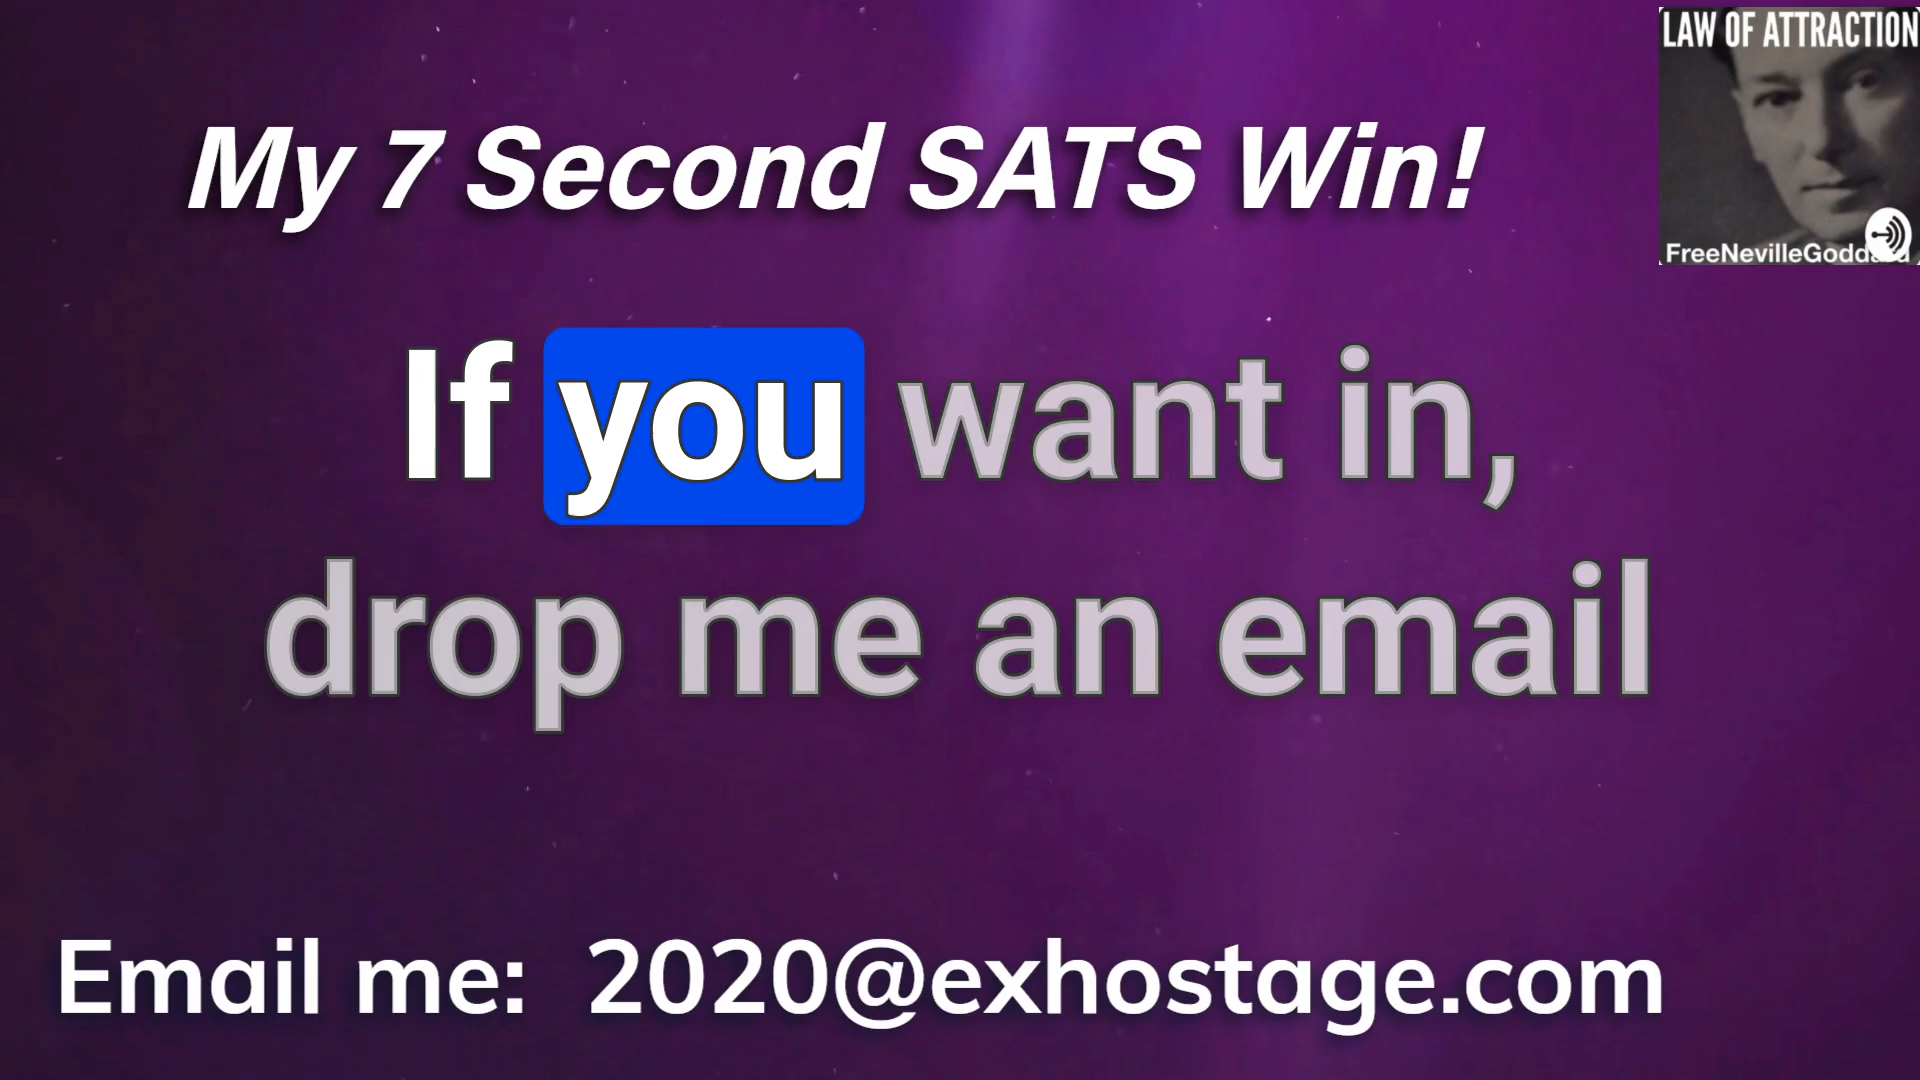 LAW OF ATTRACTION
My 7 Second SATS Win!
If you want in,
drop me an email
Email me: 2020@exhostage.com